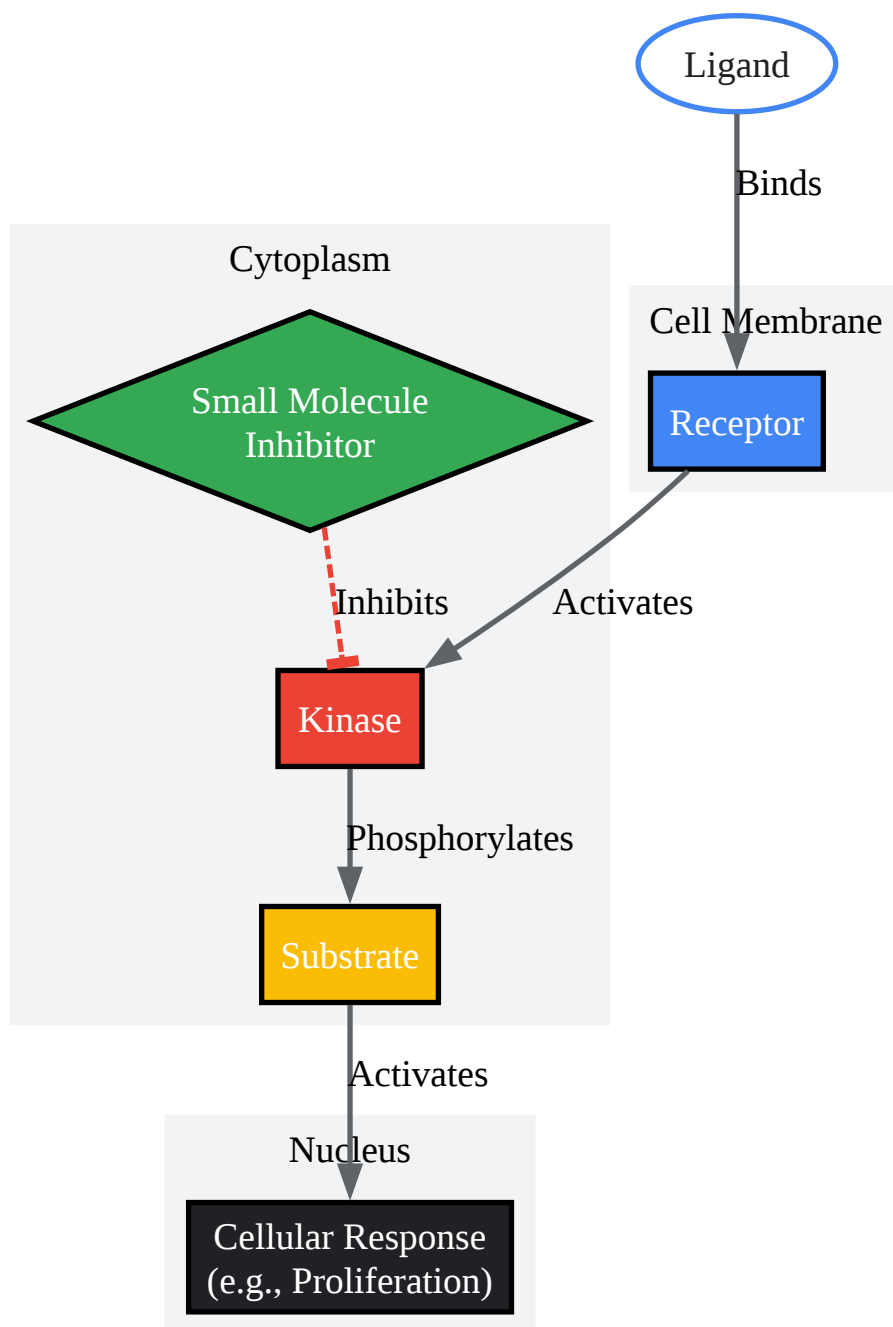 Ligand
Binds
Cytoplasm
Cell Membrane
Small Molecule
Inhibitor
Receptor
Inhibits
Activates
Kinase
Phosphorylates
Substrate
Activates
Nucleus
Cellular Response
(e.g., Proliferation)